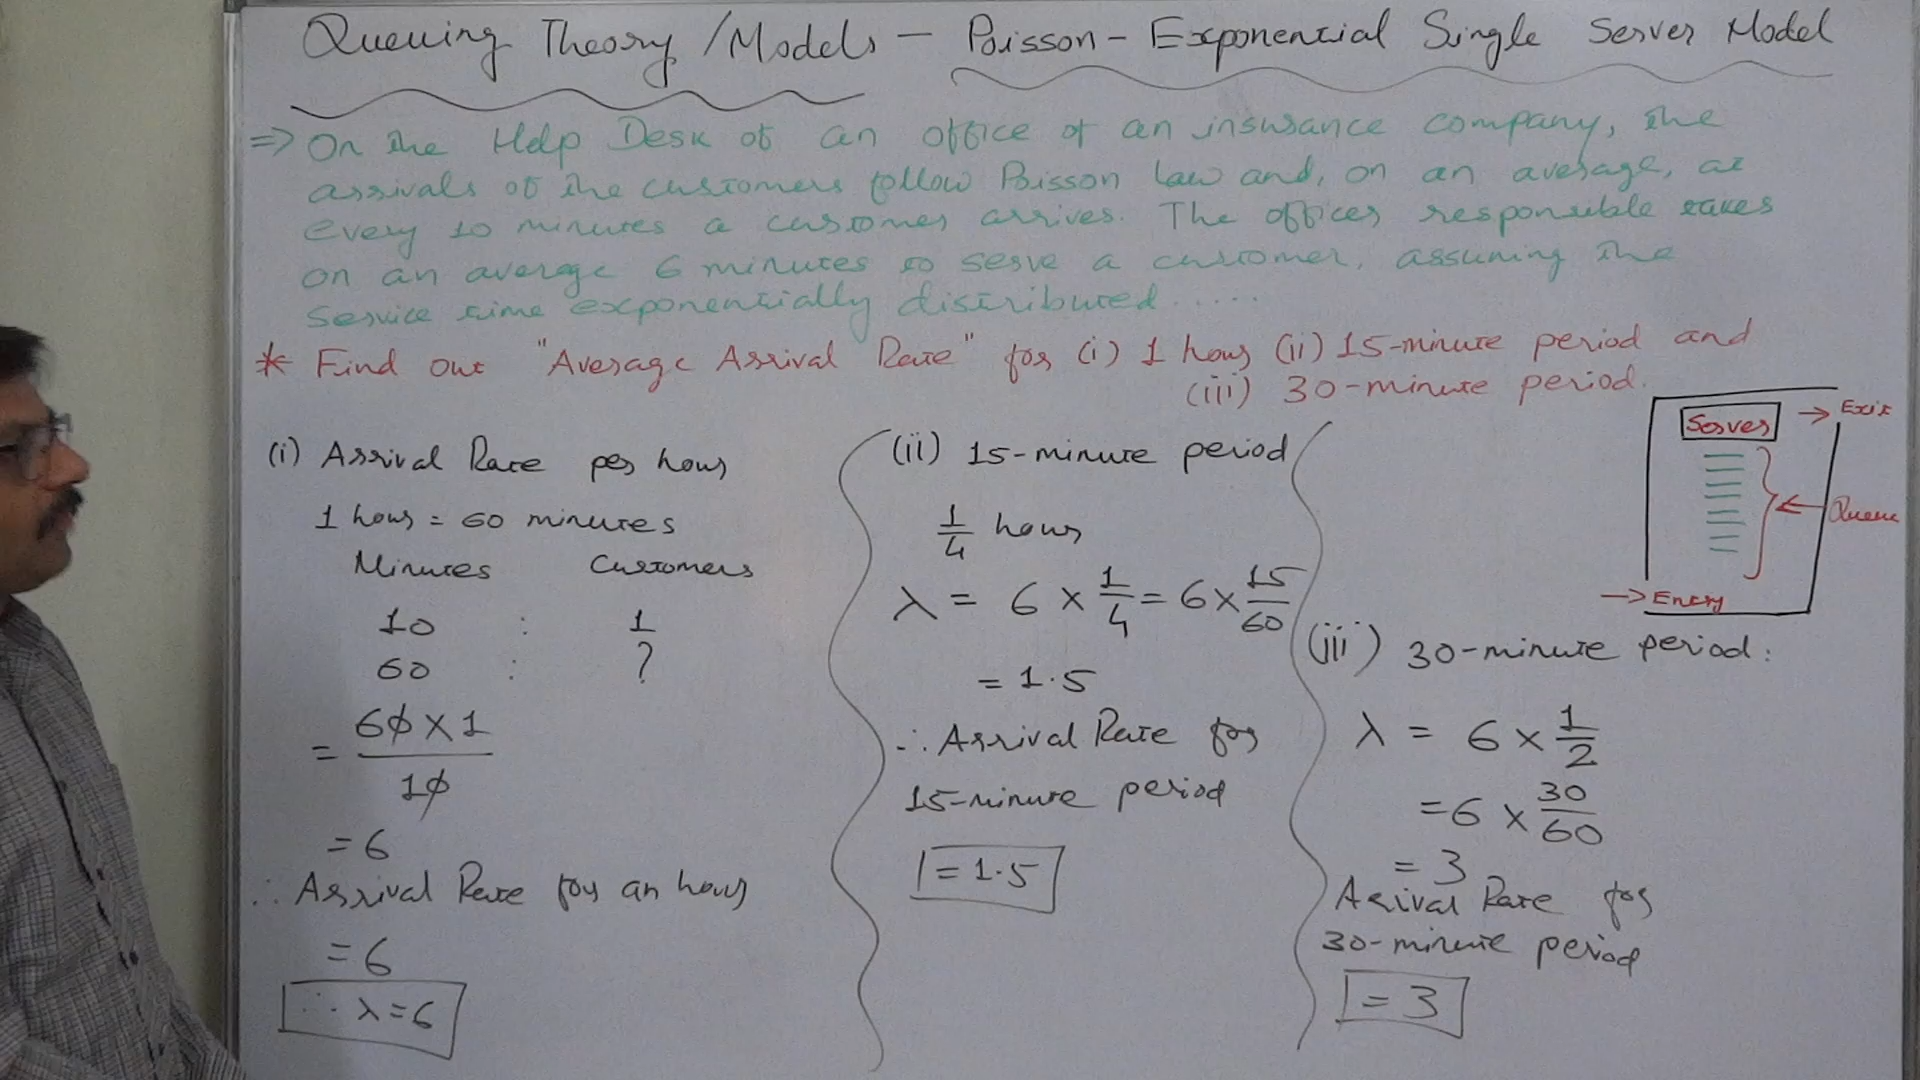 Queuing Theory/Models – Poisson-Exponential Single Server Model
⇒ On the Help Desk of an office of an insurance company, the
arrivals of the customers follow Poisson Law and, on an average, at
every 10 minutes a customer arrives. The officer responsible takes
on an average 6 minutes to serve a customer, assuming the
service time exponentially distributed.....
* Find out "Average Arrival Rate" for (i) 1 hour (ii) 15-minute period and
(iii) 30-minute period.
(i) Arrival Rate per hour
1 hour = 60 minutes
Minutes Customers
10 : 1
60 : ?
= 60 × 1
10
= 6
∴ Arrival Rate for an hour
= 6
∴ λ = 6
(ii) 15-minute period
1/4 hour
λ = 6 × 1/4 = 6 × 15/60
= 1.5
∴ Arrival Rate for
15-minute period
= 1.5
Server → Exit
← Queue
→ Entry
(iii) 30-minute period:
λ = 6 × 1/2
= 6 × 30/60
= 3
Arival Rate for
30-minute period
= 3